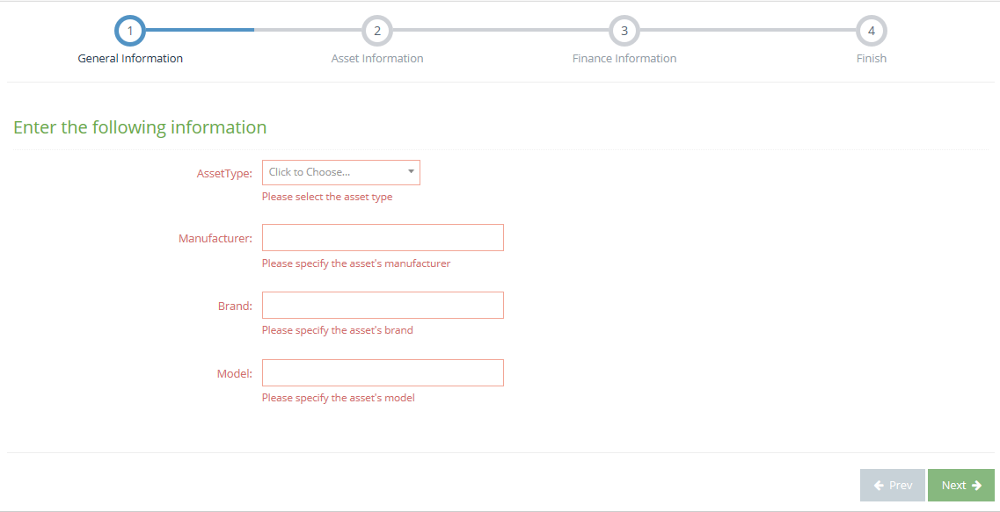 1 2 3 4
General Information Asset Information Finance Information Finish
Enter the following information
AssetType: Click to Choose...
Please select the asset type
Manufacturer:
Please specify the asset's manufacturer
Brand:
Please specify the asset's brand
Model:
Please specify the asset's model
Prev Next